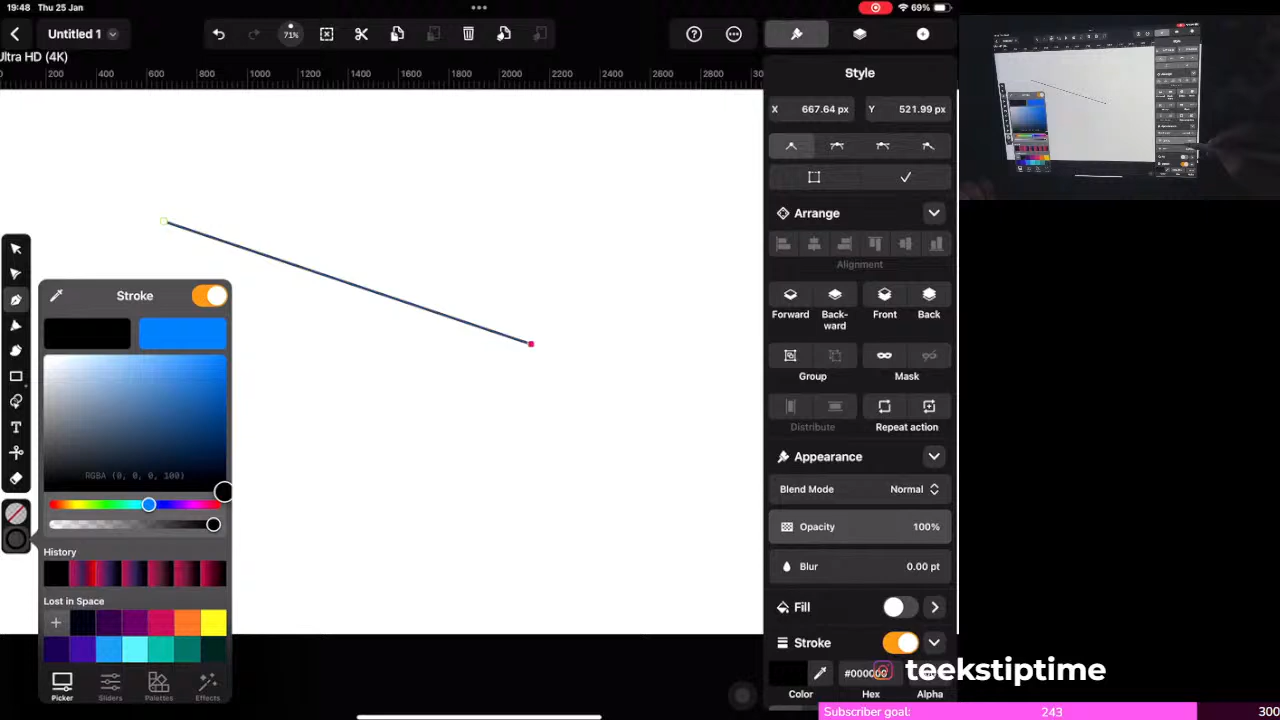 19:48 Thu 25 Jan
69%
Untitled 1
71%
Ultra HD (4K)
200 400 600 800 1000 1200 1400 1600 1800 2000 2200 2400 2600 2800
Style
X 667.64 px Y 521.99 px
Arrange
Alignment
Forward Back-ward Front Back
Group Mask
Distribute Repeat action
Appearance
Blend Mode Normal
Opacity 100%
Blur 0.00 pt
Fill
Stroke
#000000
Color Hex Alpha
Stroke
RGBA (0, 0, 0, 100)
History
Lost in Space
Picker Sliders Palettes Effects
teekstiptime
Subscriber goal: 243 300